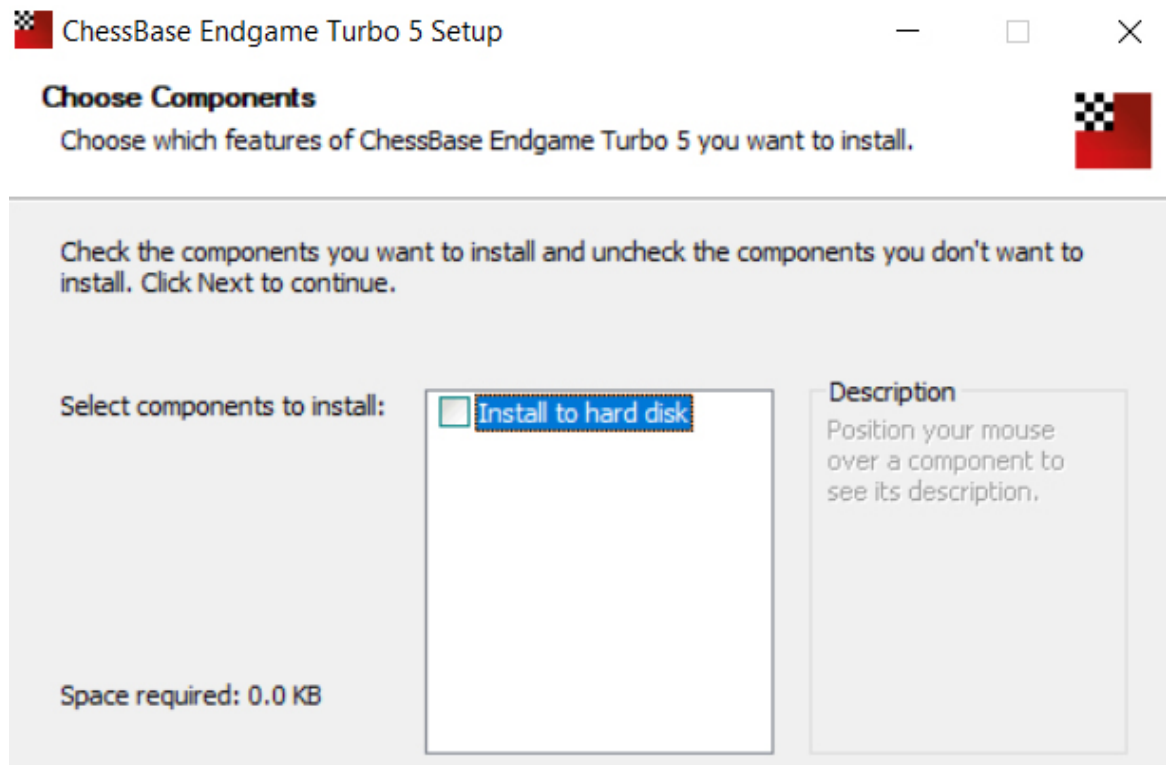 ChessBase Endgame Turbo 5 Setup
Choose Components
Choose which features of ChessBase Endgame Turbo 5 you want to install.
Check the components you want to install and uncheck the components you don't want to
install. Click Next to continue.
Select components to install:
Install to hard disk
Description
Position your mouse
over a component to
see its description.
Space required: 0.0 KB